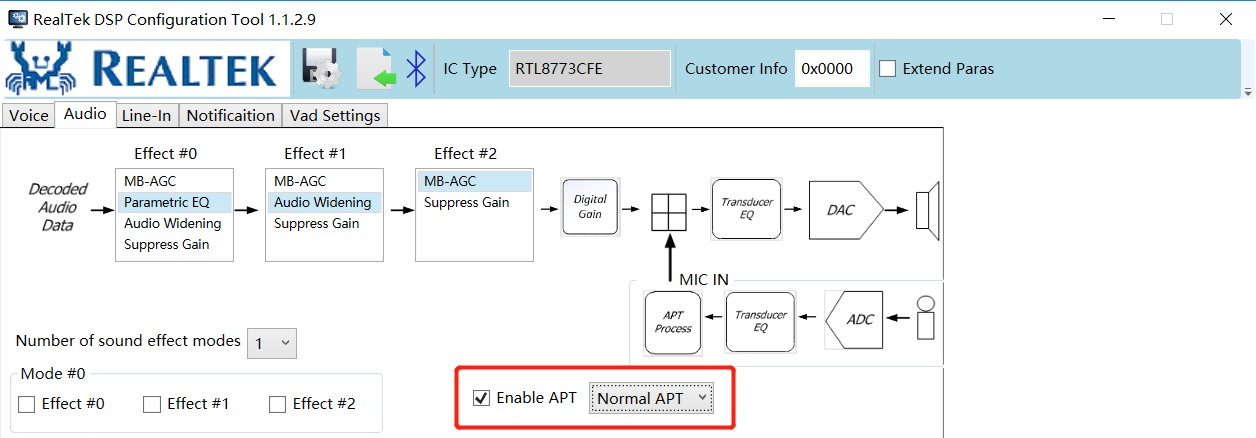 RealTek DSP Configuration Tool 1.1.2.9
REALTEK
IC Type
RTL8773CFE
Customer Info
0x0000
Extend Paras
Voice
Audio
Line-In
Notificaition
Vad Settings
Effect #0
Effect #1
Effect #2
Decoded
Audio
Data
MB-AGC
Parametric EQ
Audio Widening
Suppress Gain
MB-AGC
Audio Widening
Suppress Gain
MB-AGC
Suppress Gain
Digital
Gain
Transducer
EQ
DAC
MIC IN
APT
Process
Transducer
EQ
ADC
Number of sound effect modes
1
Mode #0
Effect #0
Effect #1
Effect #2
Enable APT
Normal APT